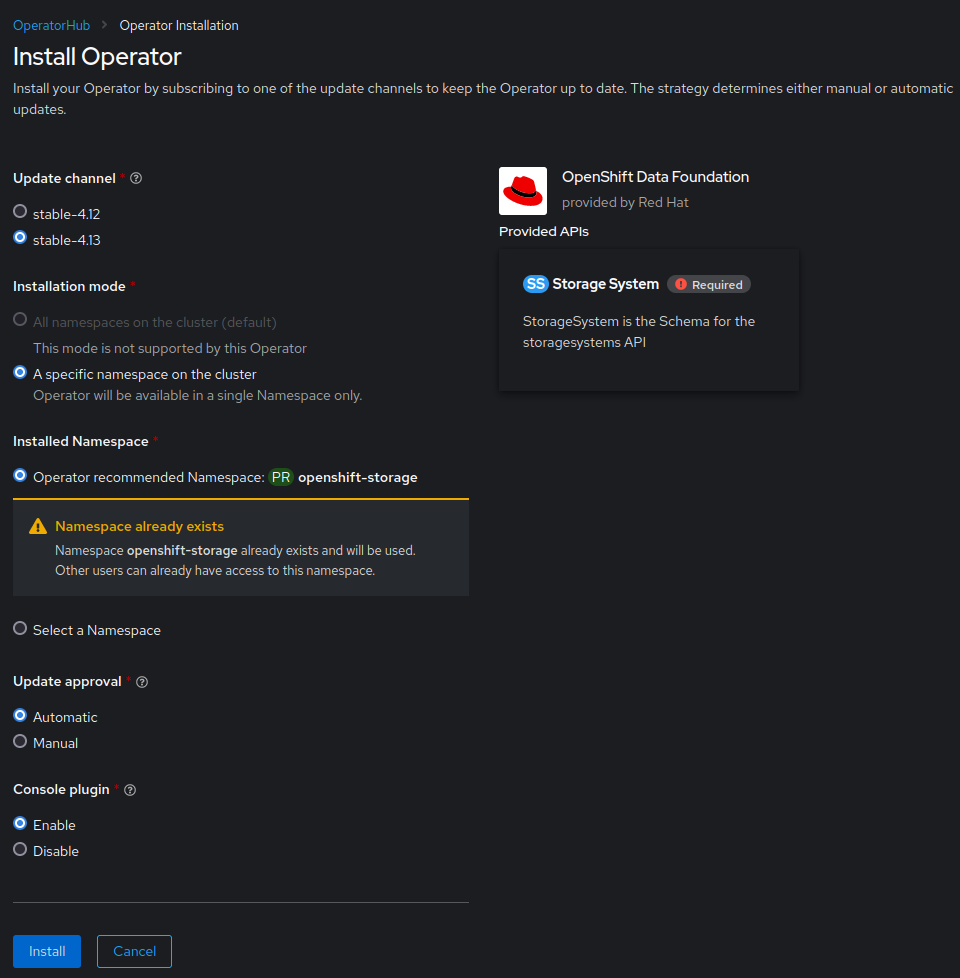 OperatorHub > Operator Installation
Install Operator
Install your Operator by subscribing to one of the update channels to keep the Operator up to date. The strategy determines either manual or automatic
updates.
Update channel *
stable-4.12
stable-4.13
Installation mode *
All namespaces on the cluster (default)
This mode is not supported by this Operator
A specific namespace on the cluster
Operator will be available in a single Namespace only.
Installed Namespace *
Operator recommended Namespace: PR openshift-storage
Namespace already exists
Namespace openshift-storage already exists and will be used.
Other users can already have access to this namespace.
Select a Namespace
Update approval *
Automatic
Manual
Console plugin *
Enable
Disable
Install Cancel
OpenShift Data Foundation
provided by Red Hat
Provided APIs
SS Storage System Required
StorageSystem is the Schema for the
storagesystems API